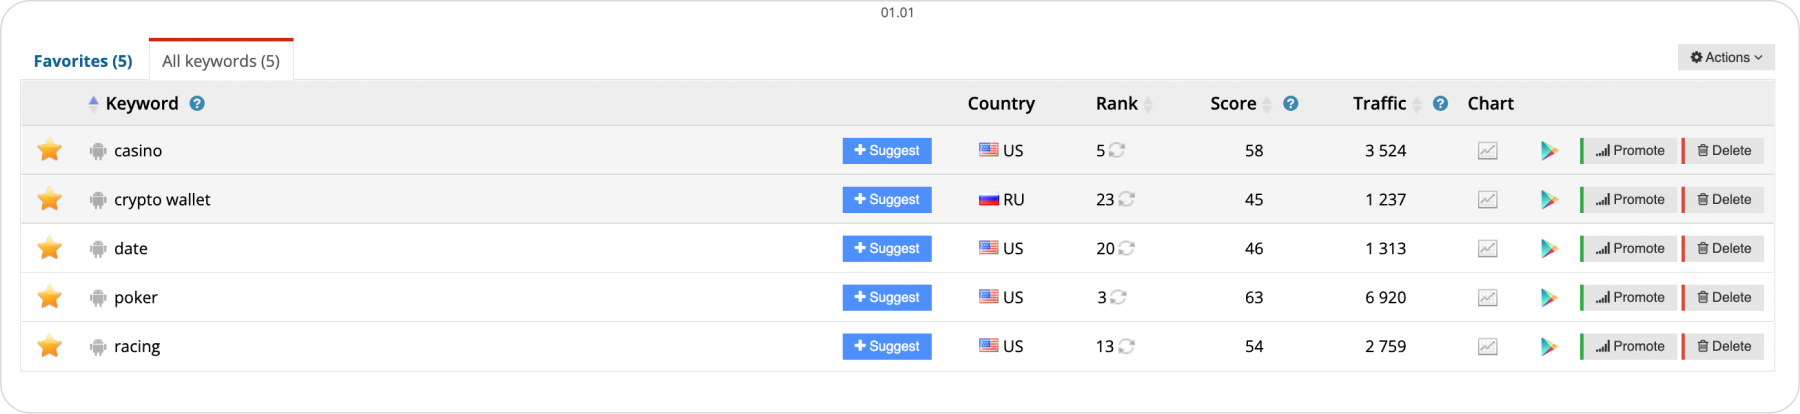 01.01
Favorites (5) All keywords (5) Actions
Keyword ? Country Rank Score ? Traffic ? Chart
casino + Suggest US 5 58 3 524 Promote Delete
crypto wallet + Suggest RU 23 45 1 237 Promote Delete
date + Suggest US 20 46 1 313 Promote Delete
poker + Suggest US 3 63 6 920 Promote Delete
racing + Suggest US 13 54 2 759 Promote Delete